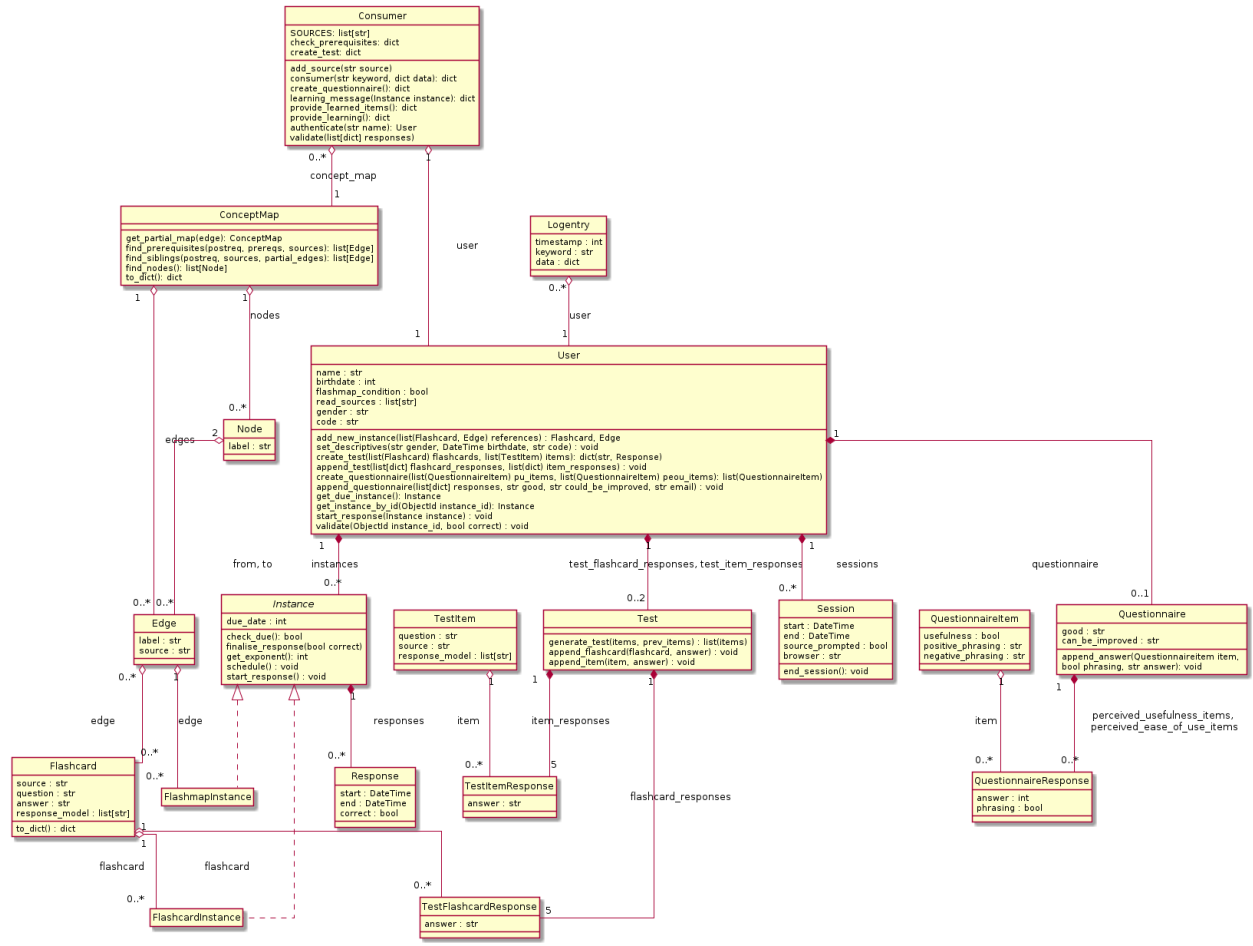 Consumer
SOURCES: list[str]
check_prerequisites: dict
create_test: dict
add_source(str source)
consumer(str keyword, dict data): dict
create_questionnaire(): dict
learning_message(Instance instance): dict
provide_learned_items(): dict
provide_learning(): dict
authenticate(str name): User
validate(list[dict] responses)
0..*
1
concept_map
1
ConceptMap
get_partial_map(edge): ConceptMap
find_prerequisites(postreq, prereqs, sources): list[Edge]
find_siblings(postreq, sources, partial_edges): list[Edge]
find_nodes(): list[Node]
to_dict(): dict
Logentry
timestamp : int
keyword : str
data : dict
user
1
1
0..*
nodes
user
1
1
User
name : str
birthdate : int
flashmap_condition : bool
read_sources : list[str]
gender : str
code : str
add_new_instance(list(Flashcard, Edge) references) : Flashcard, Edge
set_descriptives(str gender, DateTime birthdate, str code) : void
create_test(list(Flashcard) flashcards, list(TestItem) items): dict(str, Response)
append_test(list[dict] flashcard_responses, list(dict) item_responses) : void
create_questionnaire(list(QuestionnaireItem) pu_items, list(QuestionnaireItem) peou_items): list(QuestionnaireItem)
append_questionnaire(list[dict] responses, str good, str could_be_improved, str email) : void
get_due_instance(): Instance
get_instance_by_id(ObjectId instance_id): Instance
start_response(Instance instance) : void
validate(ObjectId instance_id, bool correct) : void
0..*
Node
label : str
2
edges
1
1
1
1
from, to
instances
test_flashcard_responses, test_item_responses
sessions
questionnaire
0..*
0..2
0..*
0..1
0..*
0..*
Edge
label : str
source : str
Instance
due_date : int
check_due(): bool
finalise_response(bool correct)
get_exponent(): int
schedule() : void
start_response() : void
TestItem
question : str
source : str
response_model : list[str]
Test
generate_test(items, prev_items) : list(items)
append_flashcard(flashcard, answer) : void
append_item(item, answer) : void
Session
start : DateTime
end : DateTime
source_prompted : bool
browser : str
end_session(): void
QuestionnaireItem
usefulness : bool
positive_phrasing : str
negative_phrasing : str
Questionnaire
good : str
can_be_improved : str
append_answer(Questionnaireitem item,
bool phrasing, str answer): void
0..*
1
1
1
1
1
1
1
edge
edge
responses
item
item_responses
item
perceived_usefulness_items,
perceived_ease_of_use_items
0..*
0..*
0..*
0..*
5
0..*
0..*
Flashcard
source : str
question : str
answer : str
response_model : list[str]
to_dict() : dict
FlashmapInstance
Response
start : DateTime
end : DateTime
correct : bool
TestItemResponse
answer : str
flashcard_responses
QuestionnaireResponse
answer : int
phrasing : bool
1
1
flashcard
flashcard
0..*
0..*
FlashcardInstance
TestFlashcardResponse
answer : str
5